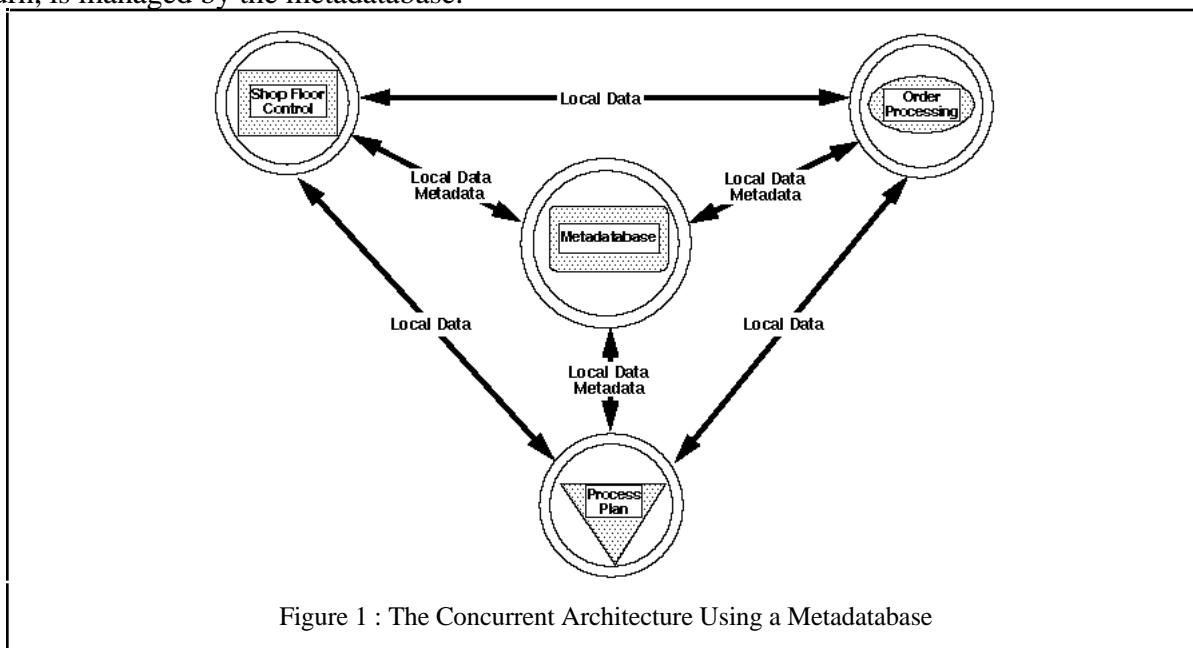 is managed by the metadatabase.
Shop Floor
Control
Local Data
Order
Processing
Local Data
Metadata
Local Data
Metadata
Metadatabase
Local Data
Local Data
Local Data
Metadata
Process
Plan
Figure 1 : The Concurrent Architecture Using a Metadatabase